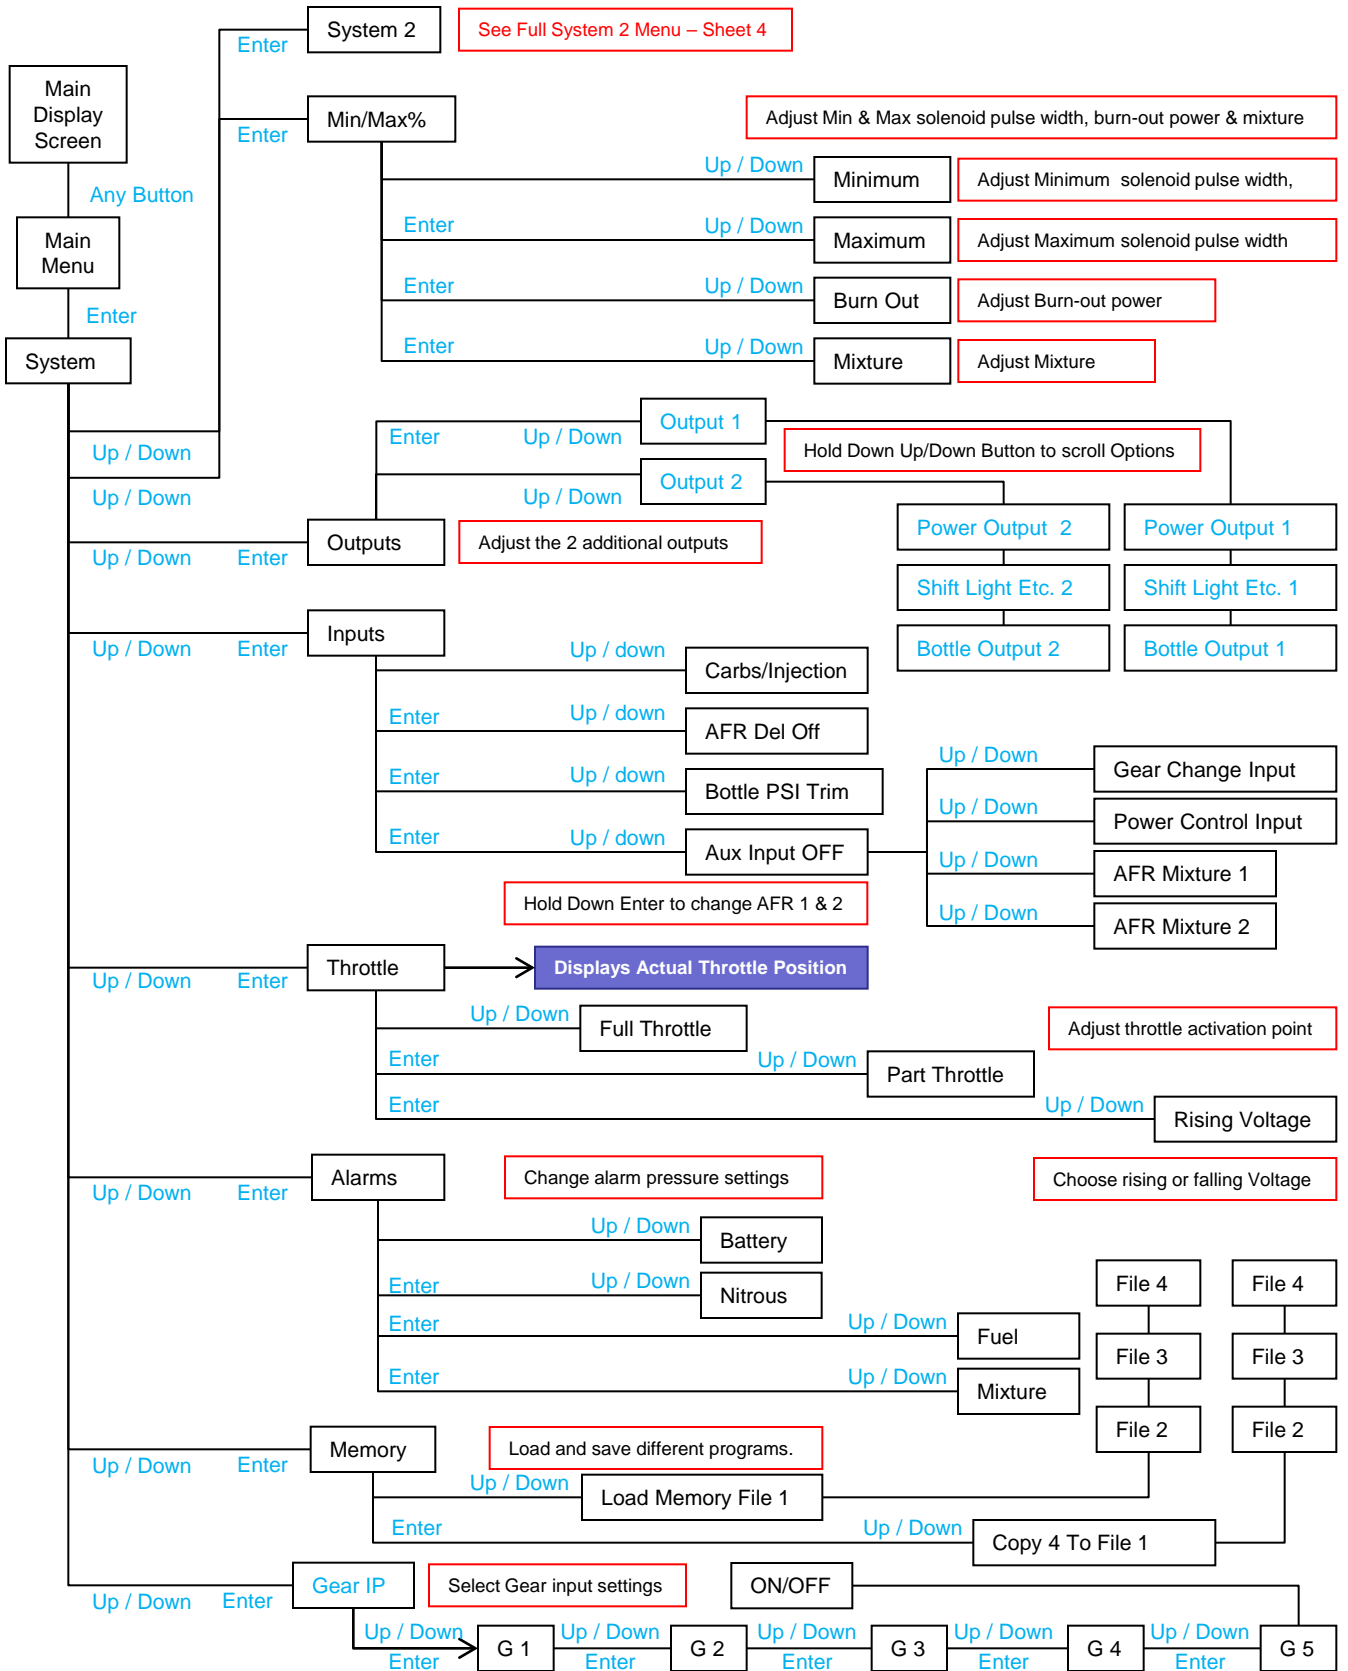 System 2
See Full System 2 Menu – Sheet 4
Enter
Main
Display
Screen
Min/Max%
Adjust Min & Max solenoid pulse width, burn-out power & mixture
Enter
Up / Down
Minimum
Adjust Minimum  solenoid pulse width,
Any Button
Main
Menu
Enter
Up / Down
Maximum
Adjust Maximum solenoid pulse width
Enter
Up / Down
Burn Out
Adjust Burn-out power
Enter
System
Enter
Up / Down
Mixture
Adjust Mixture
Output 1
Enter
Up / Down
Hold Down Up/Down Button to scroll Options
Up / Down
Output 2
Up / Down
Up / Down
Power Output  2
Power Output 1
Outputs
Adjust the 2 additional outputs
Up / Down
Enter
Shift Light Etc. 2
Shift Light Etc. 1
Inputs
Up / Down
Enter
Bottle Output 2
Bottle Output 1
Up / down
Carbs/Injection
Enter
Up / down
AFR Del Off
Up / Down
Gear Change Input
Enter
Up / down
Bottle PSI Trim
Up / Down
Power Control Input
Enter
Up / down
Aux Input OFF
Up / Down
AFR Mixture 1
Hold Down Enter to change AFR 1 & 2
Up / Down
AFR Mixture 2
Throttle
Displays Actual Throttle Position
Up / Down
Enter
Up / Down
Full Throttle
Adjust throttle activation point
Enter
Up / Down
Part Throttle
Enter
Up / Down
Rising Voltage
Alarms
Change alarm pressure settings
Choose rising or falling Voltage
Up / Down
Enter
Up / Down
Battery
Enter
Up / Down
Nitrous
File 4
File 4
Enter
Up / Down
Fuel
File 3
File 3
Enter
Up / Down
Mixture
File 2
File 2
Memory
Load and save different programs.
Up / Down
Enter
Up / Down
Load Memory File 1
Enter
Up / Down
Copy 4 To File 1
Gear IP
Select Gear input settings
ON/OFF
Up / Down
Enter
Up / Down
Enter
G 1
Up / Down
Enter
G 2
Up / Down
Enter
G 3
Up / Down
Enter
G 4
Up / Down
Enter
G 5